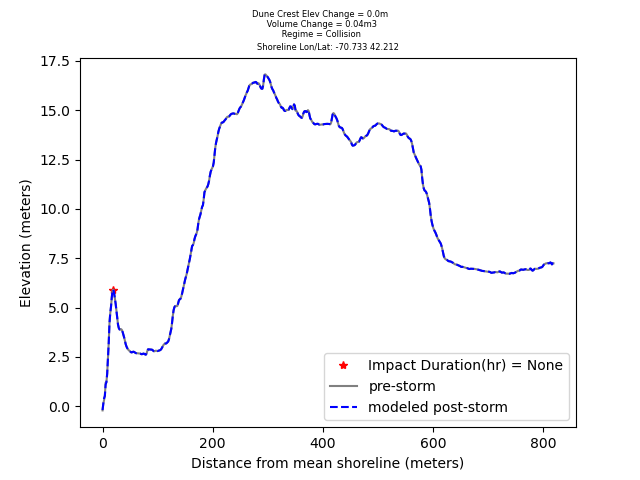 Dune Crest Elev Change = 0.0m
Volume Change = 0.04m3
Regime = Collision
Shoreline Lon/Lat: -70.733 42.212
17.5
15.0
12.5
10.0
7.5
5.0
2.5
0.0
Elevation (meters)
Impact Duration(hr) = None
pre-storm
modeled post-storm
0
200
400
600
800
Distance from mean shoreline (meters)